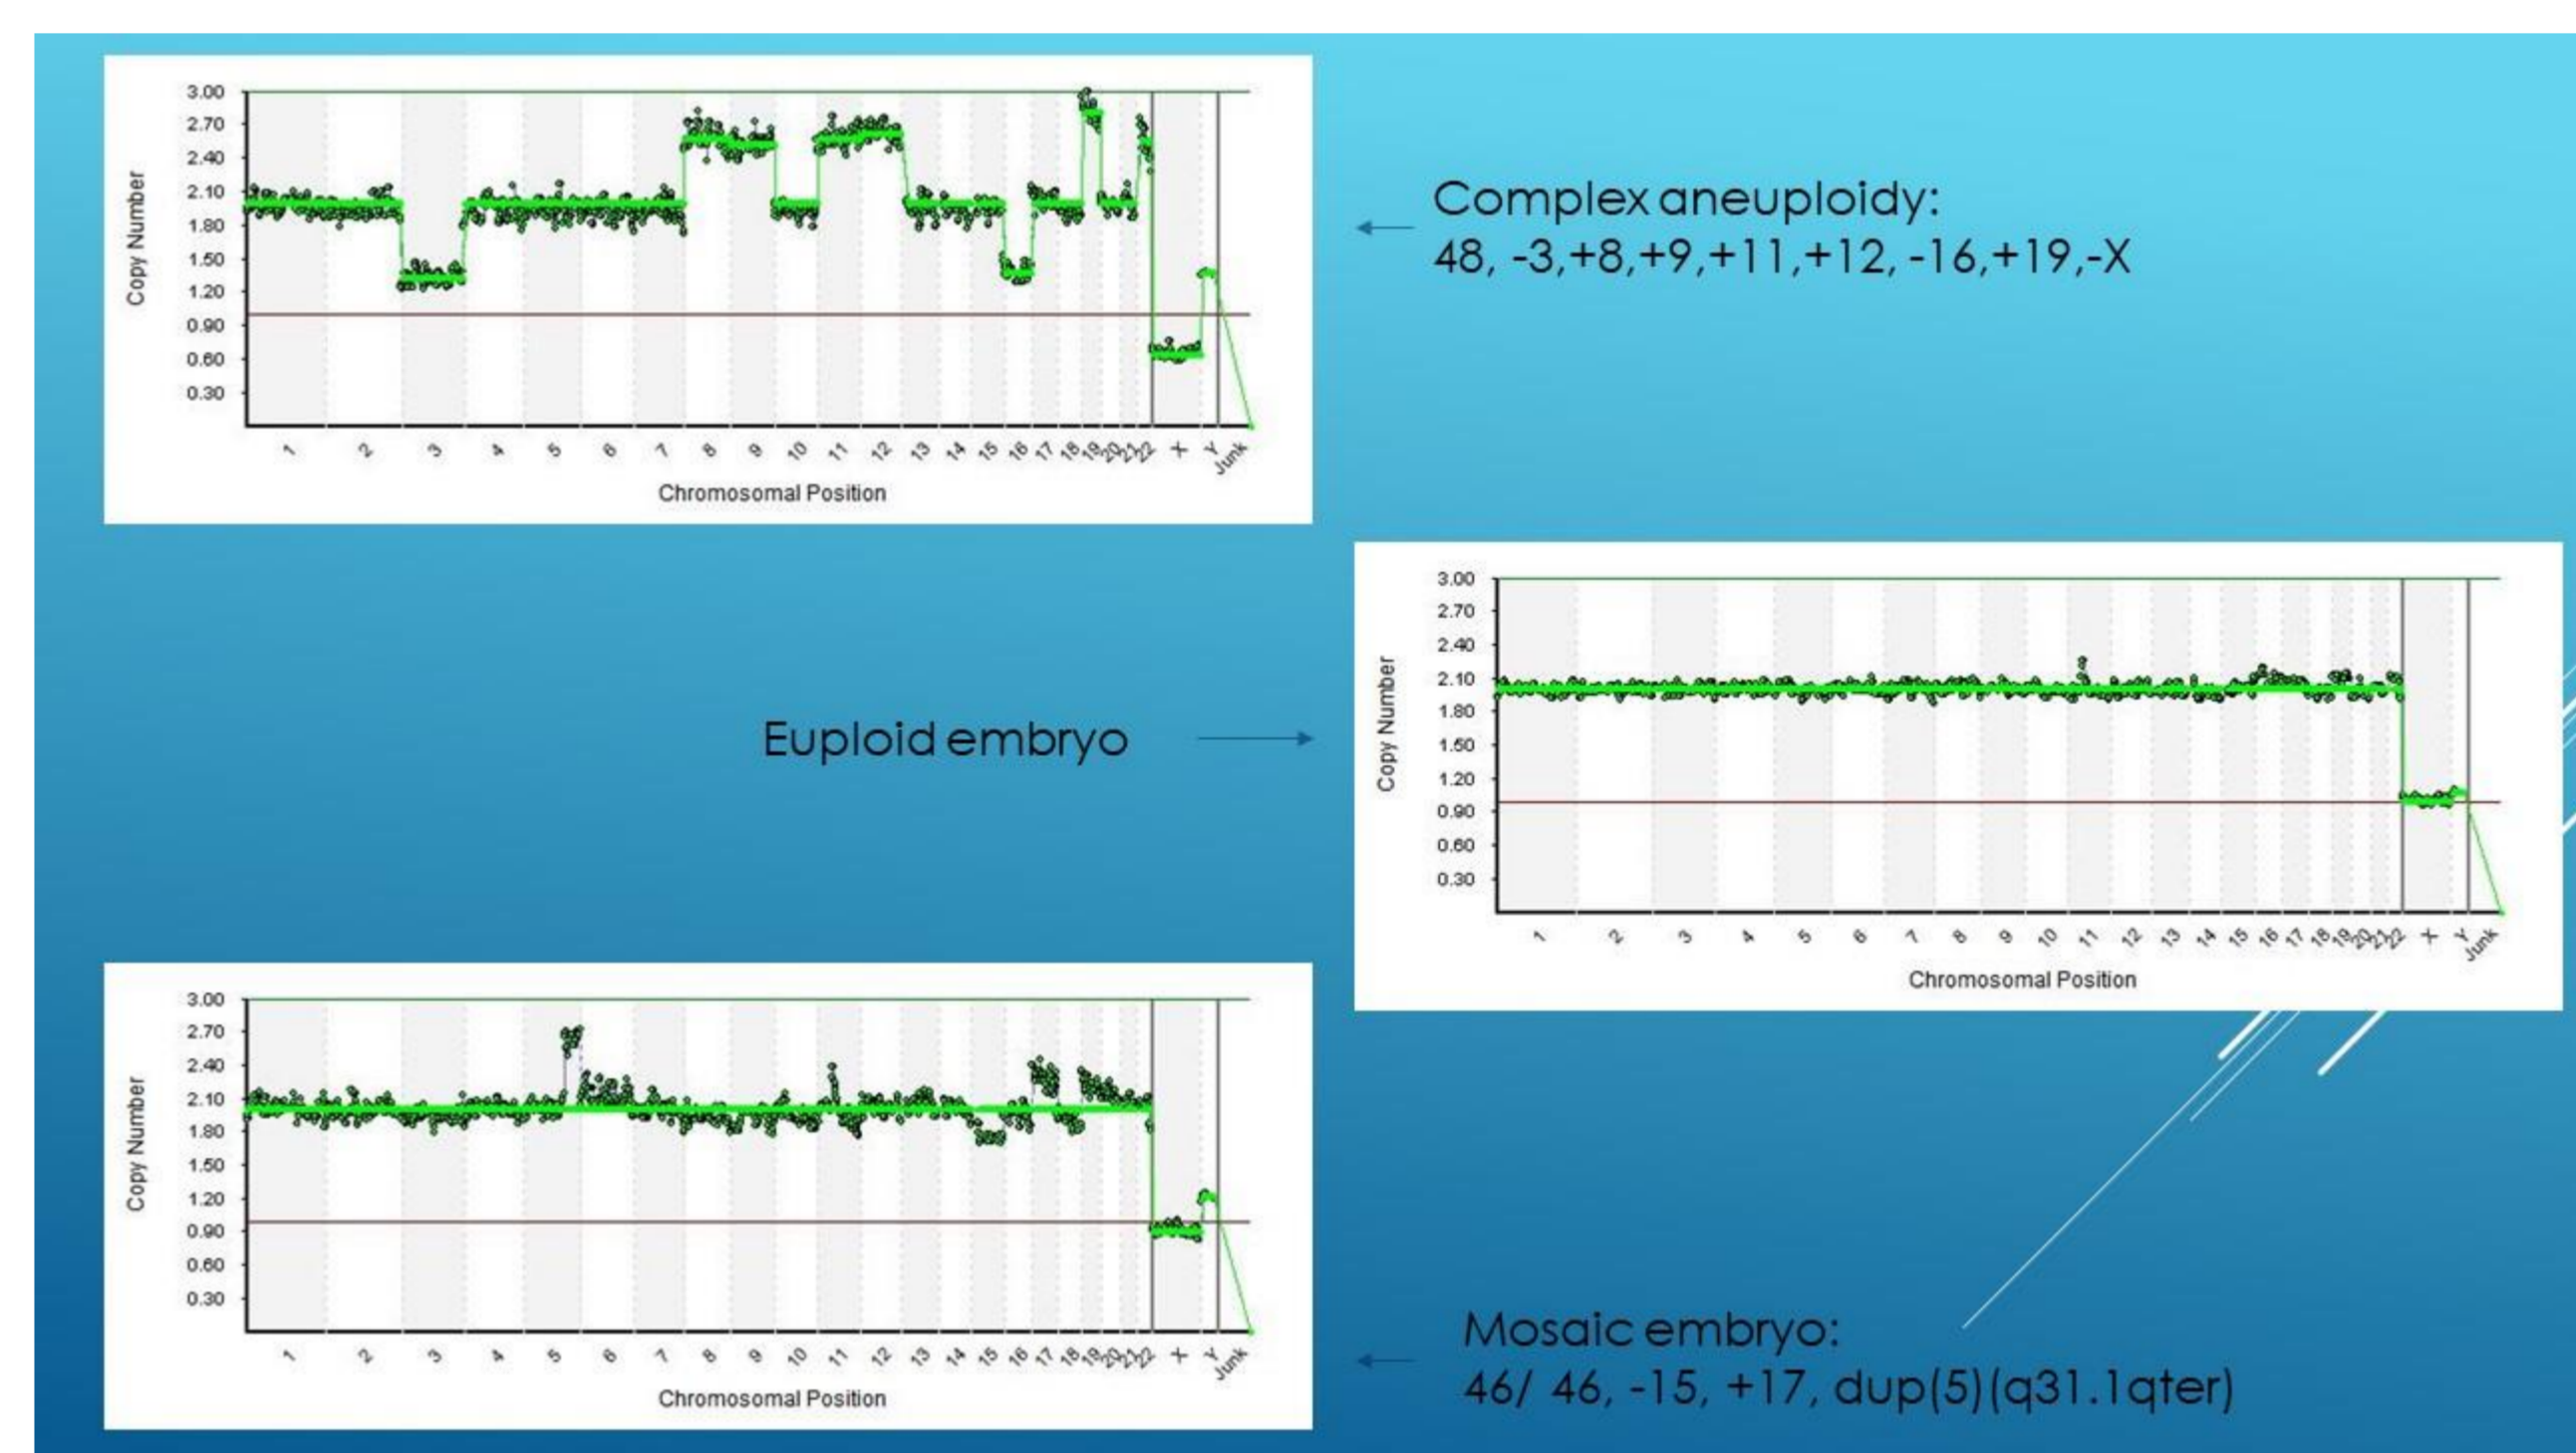 3.00
2.70
2.40
2.10
1.80
1.50
1.20
0.90
0.60
0.30
Copy Number
1 2 3 4 5 6 7 8 9 10 11 12 13 14 15 16 17 18 19 20 21 22 X Y Junk
Chromosomal Position
Complex aneuploidy:
48, -3,+8,+9,+11,+12, -16,+19,-X
Euploid embryo
3.00
2.70
2.40
2.10
1.80
1.50
1.20
0.90
0.60
0.30
Copy Number
1 2 3 4 5 6 7 8 9 10 11 12 13 14 15 16 17 18 19 20 21 22 X Y Junk
Chromosomal Position
3.00
2.70
2.40
2.10
1.80
1.50
1.20
0.90
0.60
0.30
Copy Number
1 2 3 4 5 6 7 8 9 10 11 12 13 14 15 16 17 18 19 20 21 22 X Y Junk
Chromosomal Position
Mosaic embryo:
46/ 46, -15, +17, dup(5)(q31.1qter)